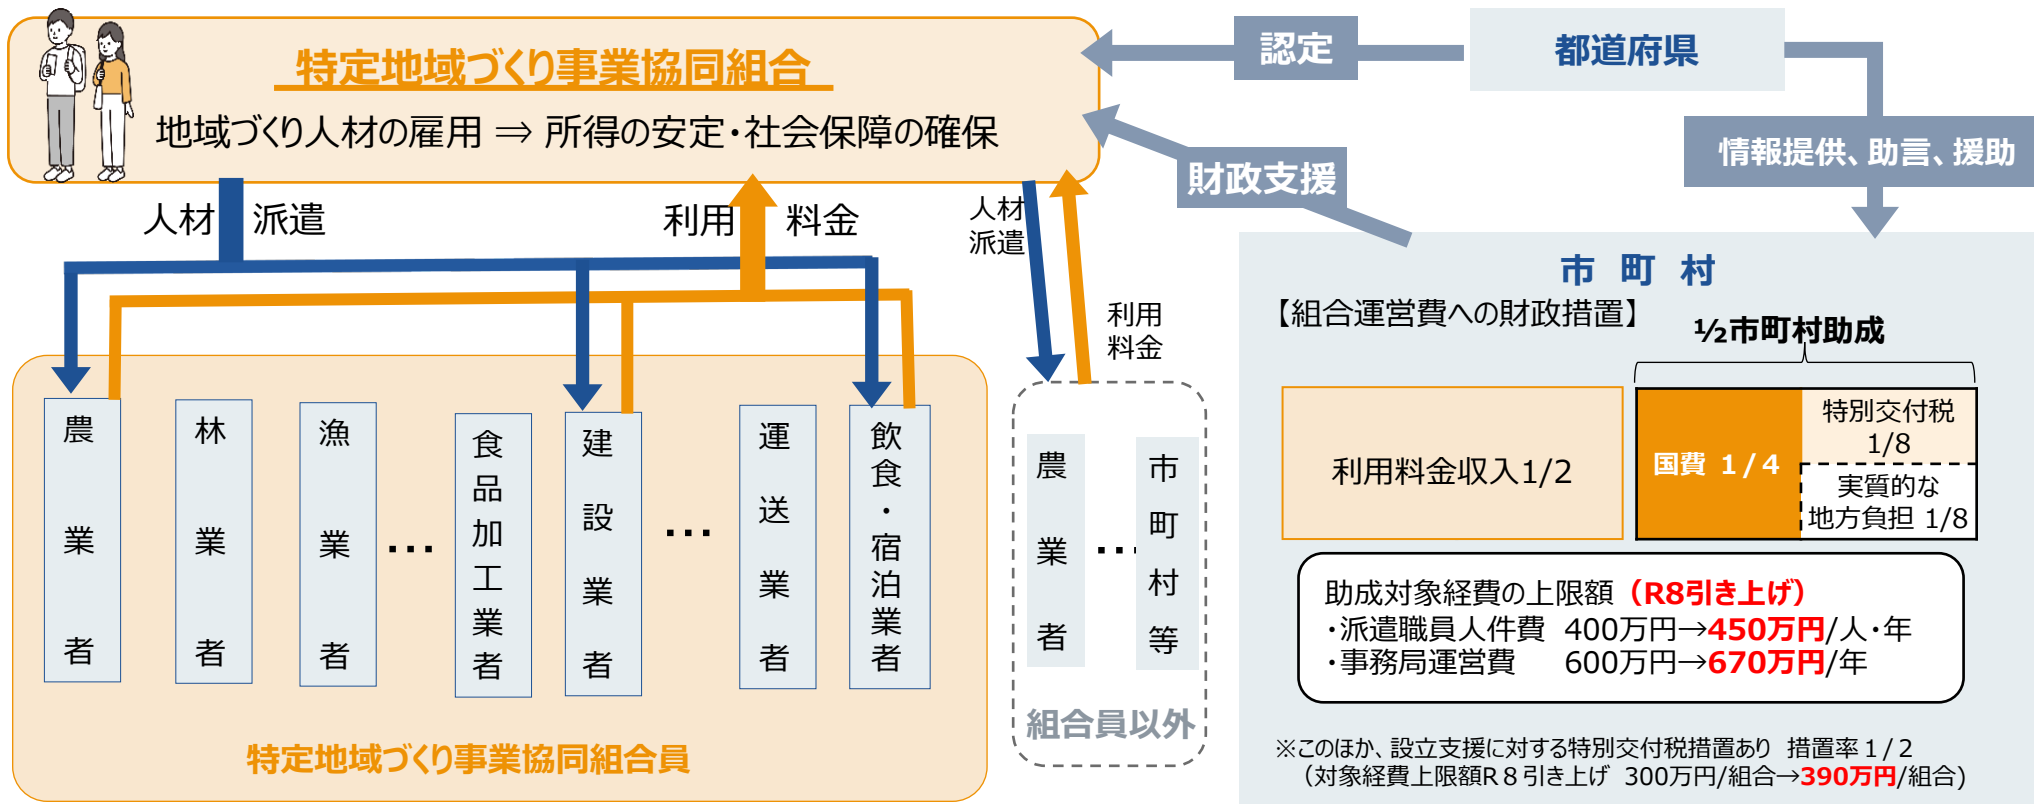 特定地域づくり事業協同組合
地域づくり人材の雇用 ⇒ 所得の安定・社会保障の確保
認定
都道府県
情報提供、助言、援助
財政支援
人材 派遣
利用 料金
人材
派遣
利用
料金
農業者
林業者
漁業者
…
食品加工業者
建設業者
…
運送業者
飲食・宿泊業者
特定地域づくり事業協同組合員
農業者
…
市町村等
組合員以外
市 町 村
【組合運営費への財政措置】
½市町村助成
利用料金収入1/2
国費 1/4
特別交付税
1/8
実質的な
地方負担 1/8
助成対象経費の上限額（R8引き上げ）
・派遣職員人件費 400万円→450万円/人・年
・事務局運営費 600万円→670万円/年
※このほか、設立支援に対する特別交付税措置あり 措置率１/２
（対象経費上限額R８引き上げ 300万円/組合→390万円/組合)